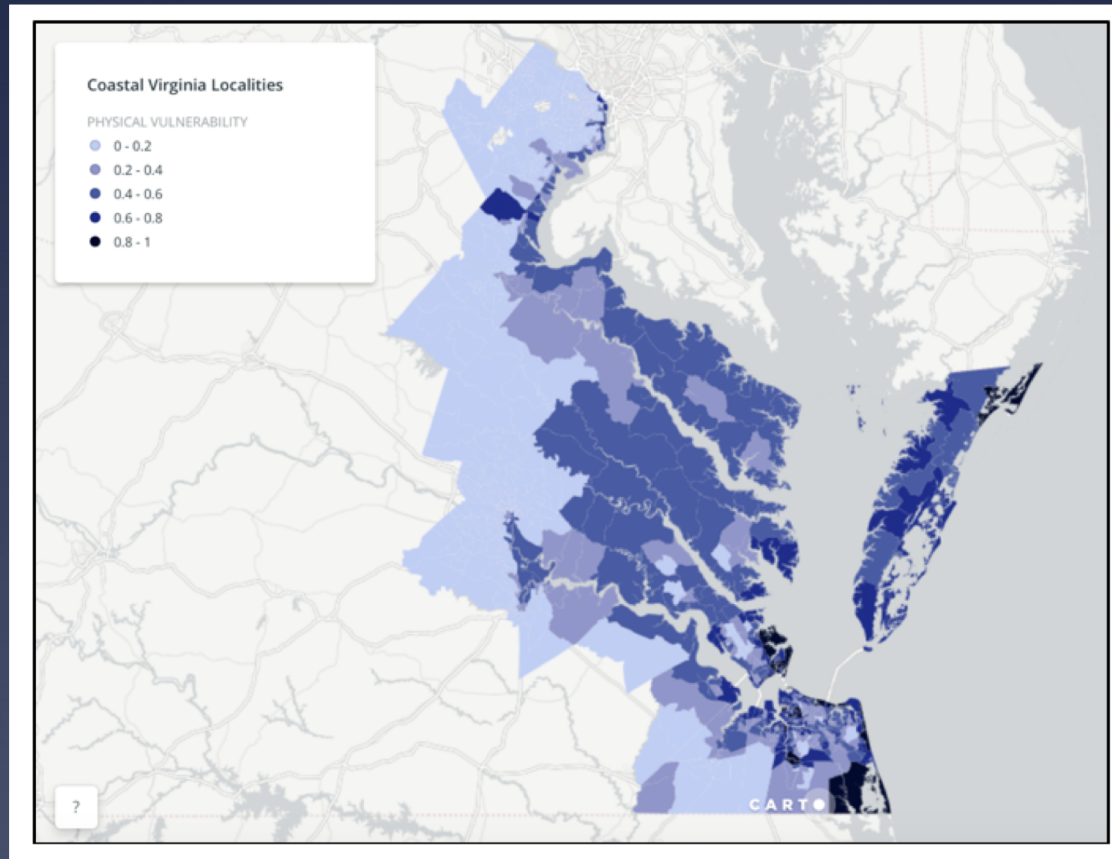 Coastal Virginia Localities
PHYSICAL VULNERABILITY
0 - 0.2
0.2 - 0.4
0.4 - 0.6
0.6 - 0.8
0.8 - 1
?
CARTO